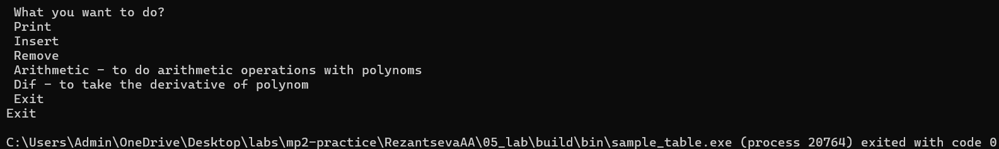 What you want to do?
Print
Insert
Remove
Arithmetic - to do arithmetic operations with polynoms
Dif - to take the derivative of polynom
Exit
Exit
C:\Users\Admin\OneDrive\Desktop\labs\mp2-practice\RezantsevaAA\05_lab\build\bin\sample_table.exe (process 20764) exited with code 0